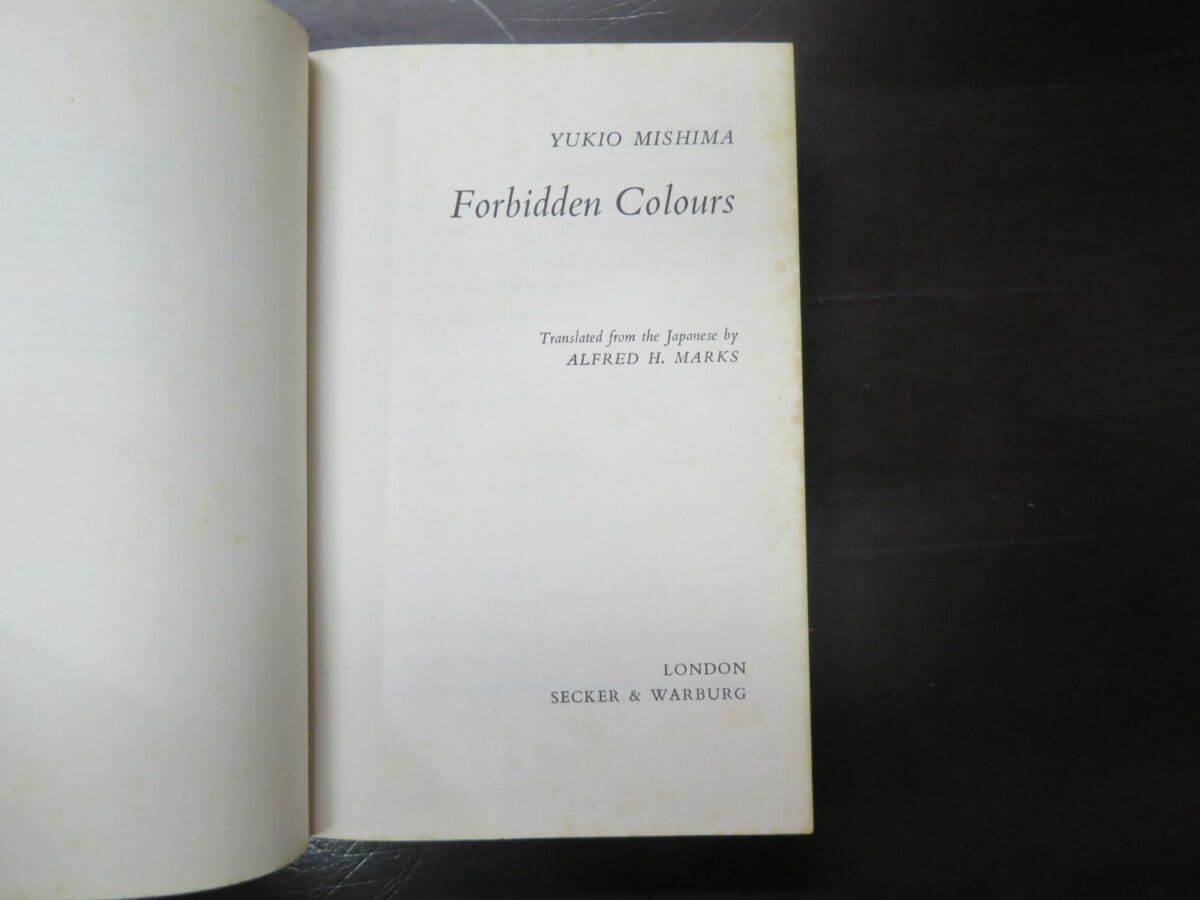 YUKIO MISHIMA
Forbidden Colours
Translated from the Japanese by
ALFRED H. MARKS
LONDON
SECKER & WARBURG